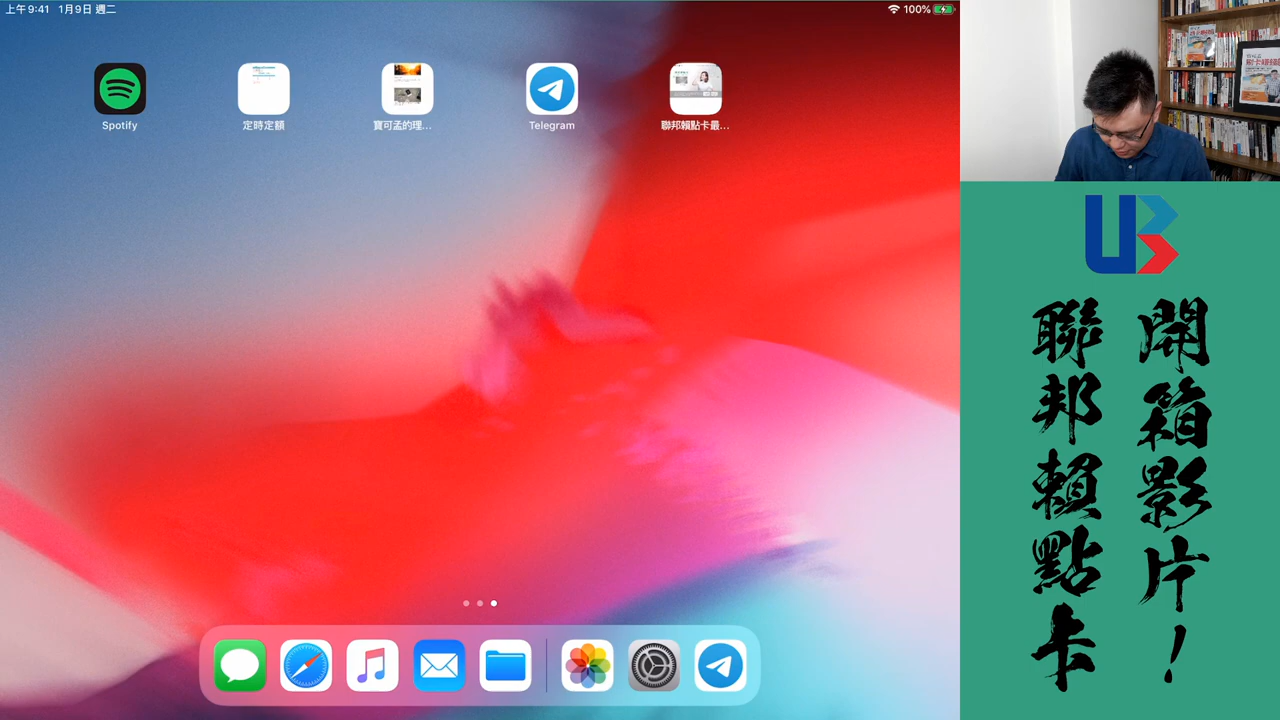 上午9:41 1月9日 週二
100%
Spotify
定時定額
寶可孟的理...
Telegram
聯邦賴點卡最...
UB
開箱影片！
聯邦賴點卡